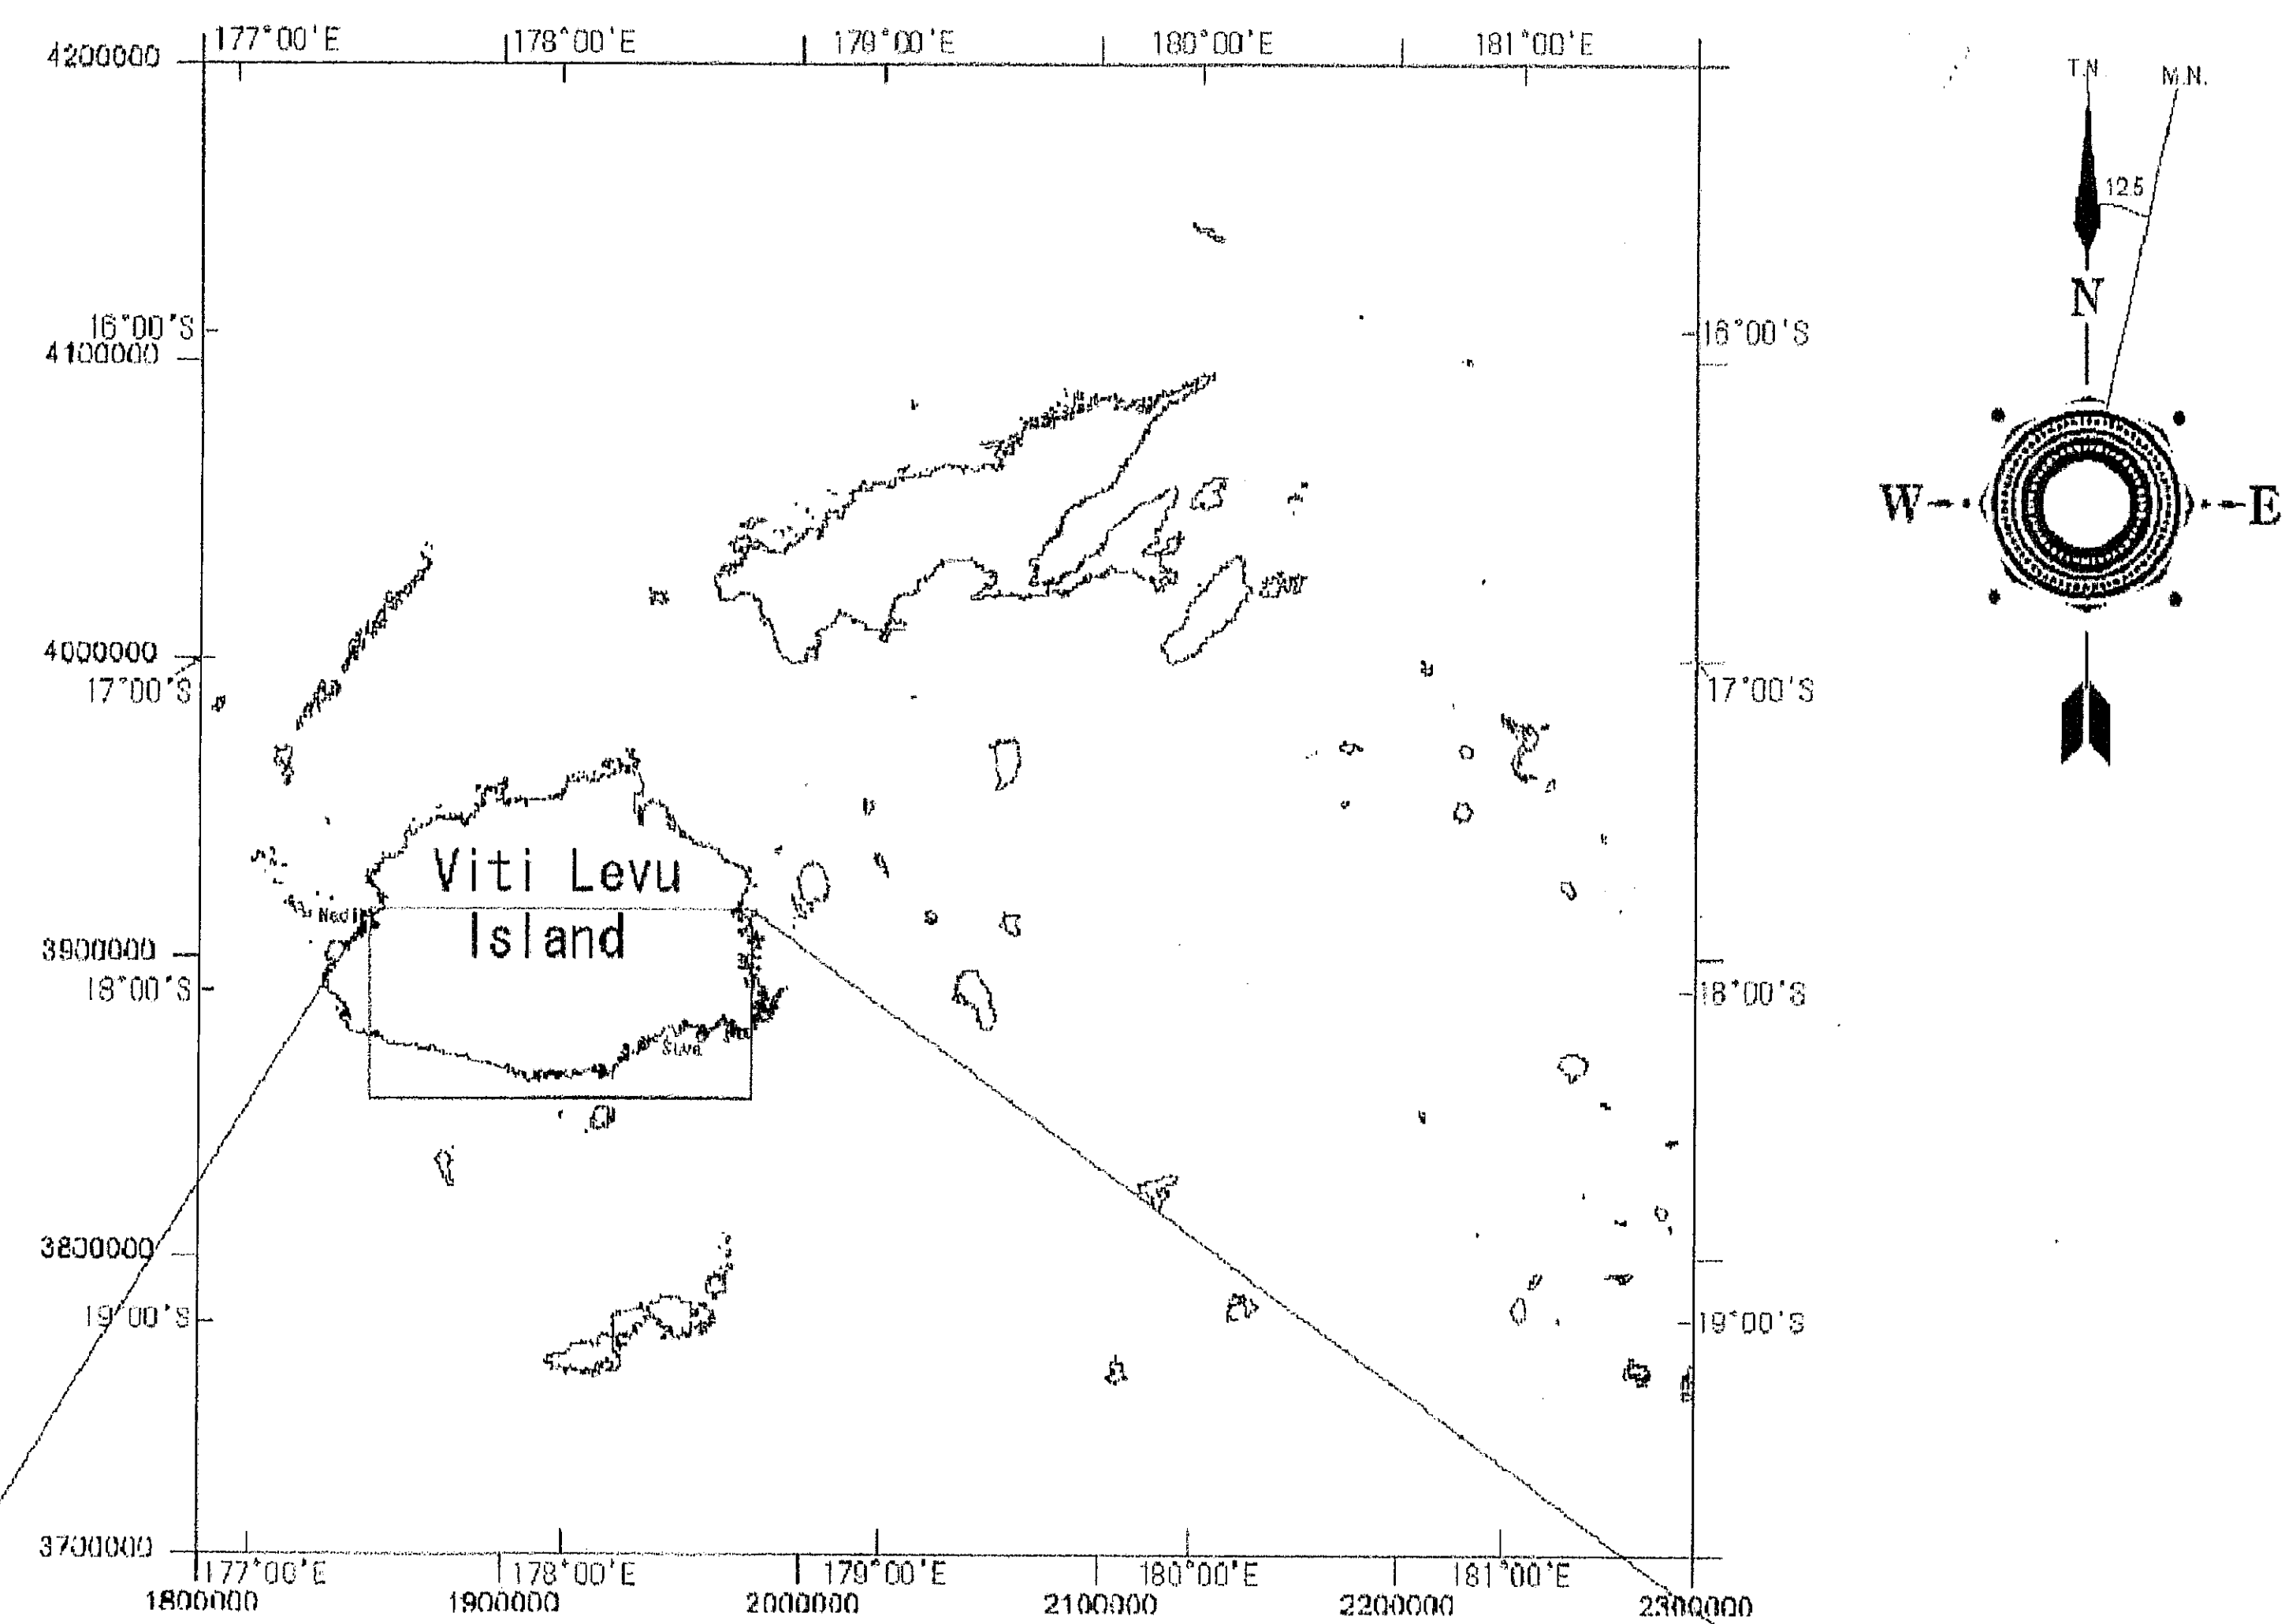 177°00'E 178°00'E 179°00'E 180°00'E 181°00'E
4200000
T.N. M.N.
12.5
N
16°00'S 16°00'S
4100000
W E
4000000
17°00'S 17°00'S
Viti Levu
Nadi
Island
3900000
18°00'S 18°00'S
Suva
3800000
19°00'S 19°00'S
3700000
177°00'E 178°00'E 179°00'E 180°00'E 181°00'E
1800000 1900000 2000000 2100000 2200000 2300000